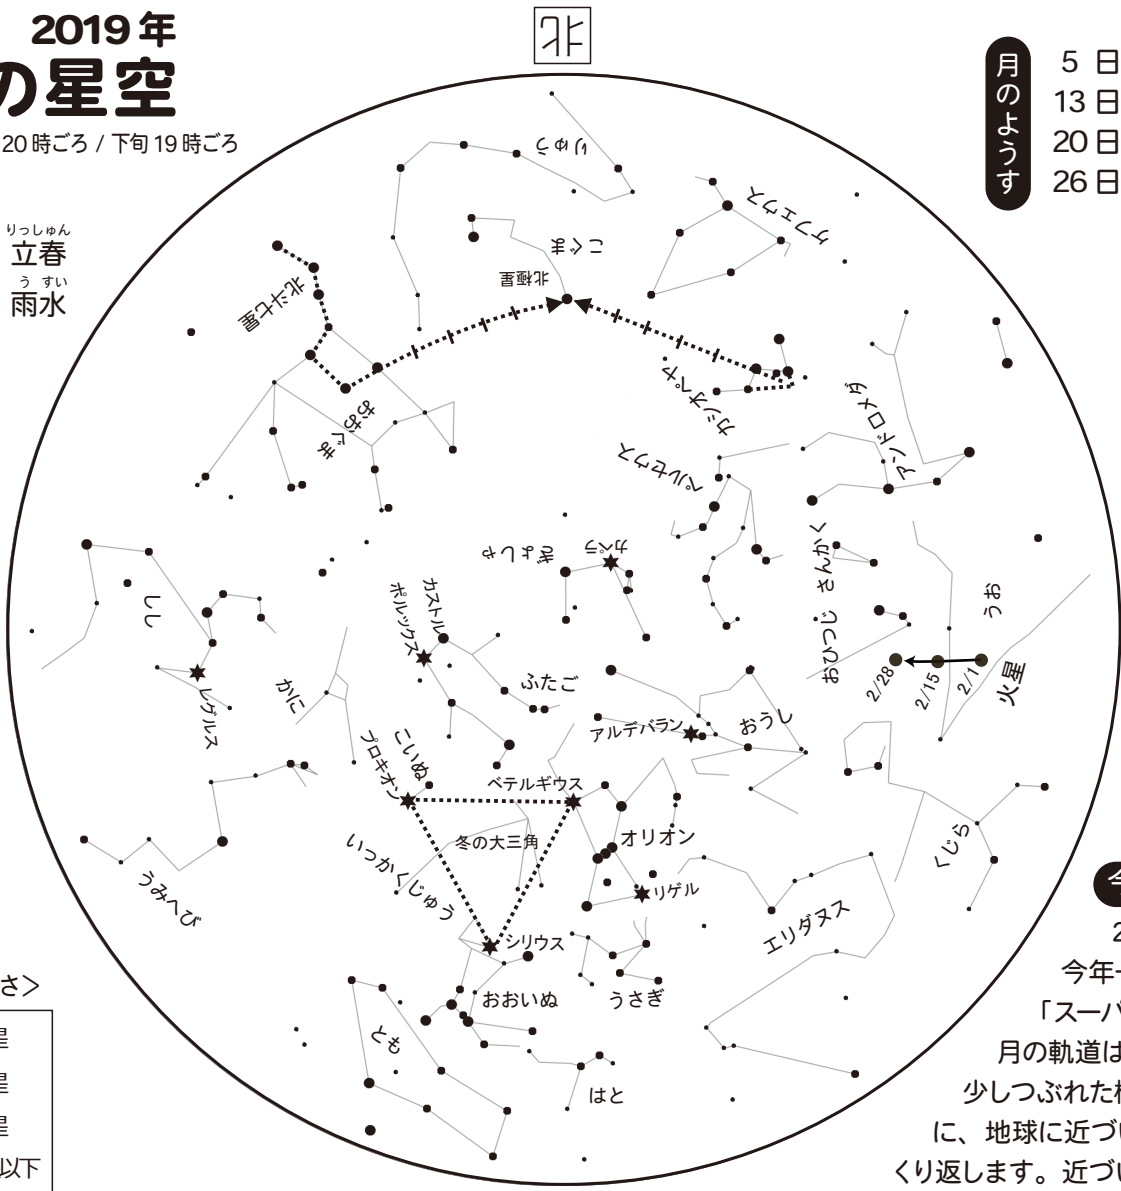 2019年
の星空
20時ごろ / 下旬19時ごろ
りっしゅん
立春
うすい
雨水
北
月のようす
5 日
13 日
20 日
26 日
りゅう
ケフェウス
こぐま
北極星
北斗七星
おおぐま
カシオペヤ
アンドロメダ
ペルセウス
ぎょしゃ
カペラ
さんかく
うお
おひつじ
しし
レグルス
かに
カストル
ポルックス
ふたご
アルデバラン
おうし
2/28
2/15
2/1
火星
こいぬ
プロキオン
ベテルギウス
冬の大三角
オリオン
リゲル
いっかくじゅう
シリウス
おおいぬ
うさぎ
エリダヌス
くじら
うみへび
とも
はと
さ>
以下
今年
「スーパ
月の軌道は
少しつぶれた
に、地球に近づ
くり返します。近づ